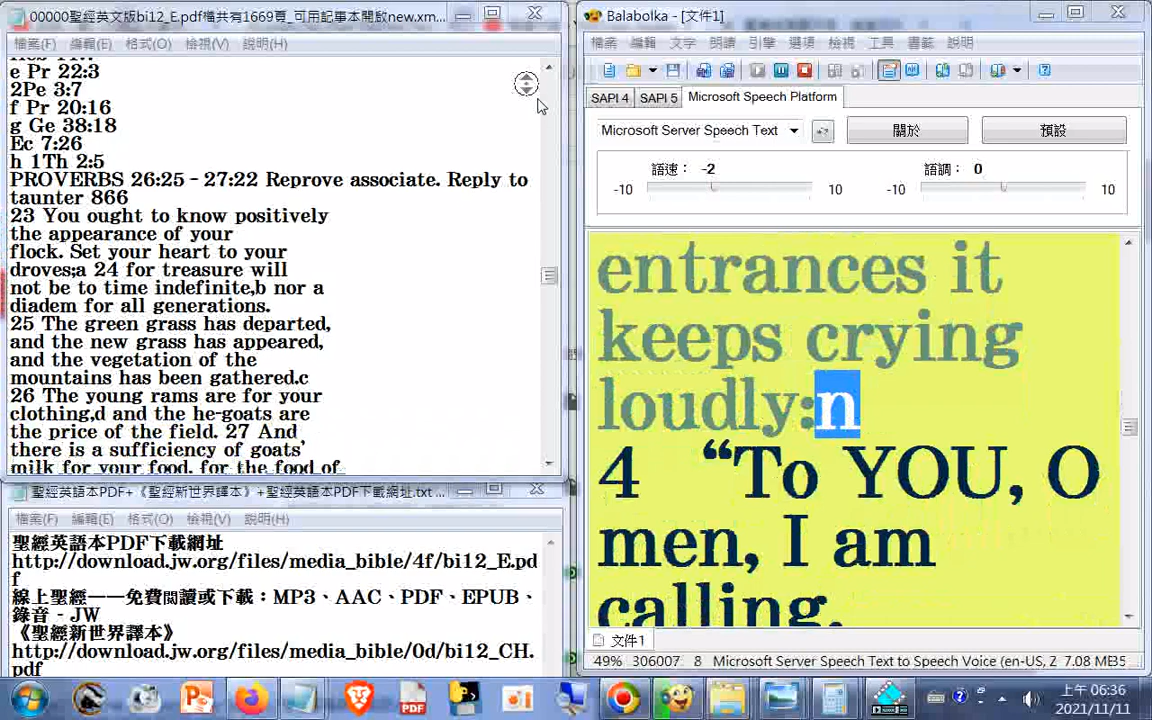 00000聖經英文版bi12_E.pdf檔共有1669頁_可用記事本開啟new.xm...
檔案(F) 編輯(E) 格式(O) 檢視(V) 說明(H)
e Pr 22:3
2Pe 3:7
f Pr 20:16
g Ge 38:18
Ec 7:26
h 1Th 2:5
PROVERBS 26:25 – 27:22 Reprove associate. Reply to
taunter 866
23 You ought to know positively
the appearance of your
flock. Set your heart to your
droves;a 24 for treasure will
not be to time indefinite,b nor a
diadem for all generations.
25 The green grass has departed,
and the new grass has appeared,
and the vegetation of the
mountains has been gathered.c
26 The young rams are for your
clothing,d and the he-goats are
the price of the field. 27 And
there is a sufficiency of goats’
milk for your food, for the food of
聖經英語本PDF+《聖經新世界譯本》+聖經英語本PDF下載網址.txt ...
檔案(F) 編輯(E) 格式(O) 檢視(V) 說明(H)
聖經英語本PDF下載網址
http://download.jw.org/files/media_bible/4f/bi12_E.pd
f
線上聖經——免費閱讀或下載：MP3、AAC、PDF、EPUB、
錄音 - JW
《聖經新世界譯本》
http://download.jw.org/files/media_bible/0d/bi12_CH.
pdf
Balabolka - [文件1]
檔案 編輯 文字 朗讀 引擎 選項 檢視 工具 書籤 說明
SAPI 4 SAPI 5 Microsoft Speech Platform
Microsoft Server Speech Text 關於 預設
語速： -2 語調： 0
-10 10 -10 10
entrances it
keeps crying
loudly:n
4 “To YOU, O
men, I am
calling,
文件1
49% 306007 8 Microsoft Server Speech Text to Speech Voice (en-US, Z 7.08 MB
上午 06:36
2021/11/11